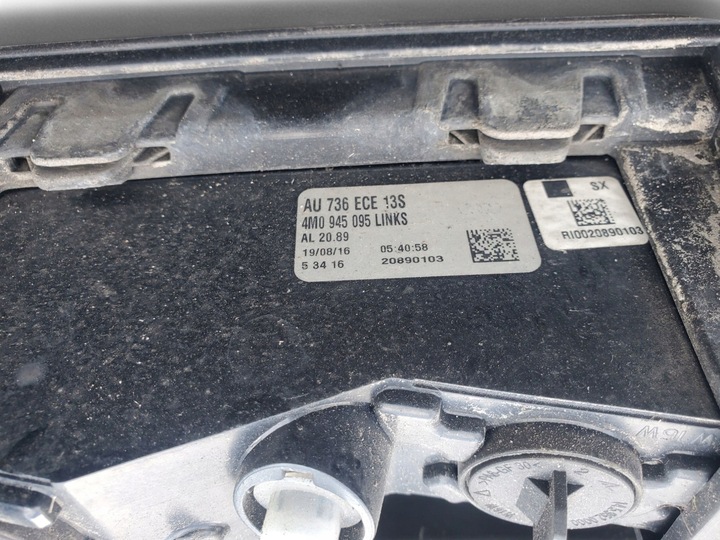 AU 736 ECE 13S
4M0 945 095 LINKS
AL 20.89
19/08/16 05:40:58
5 34 16 20890103
SX
RI0020890103